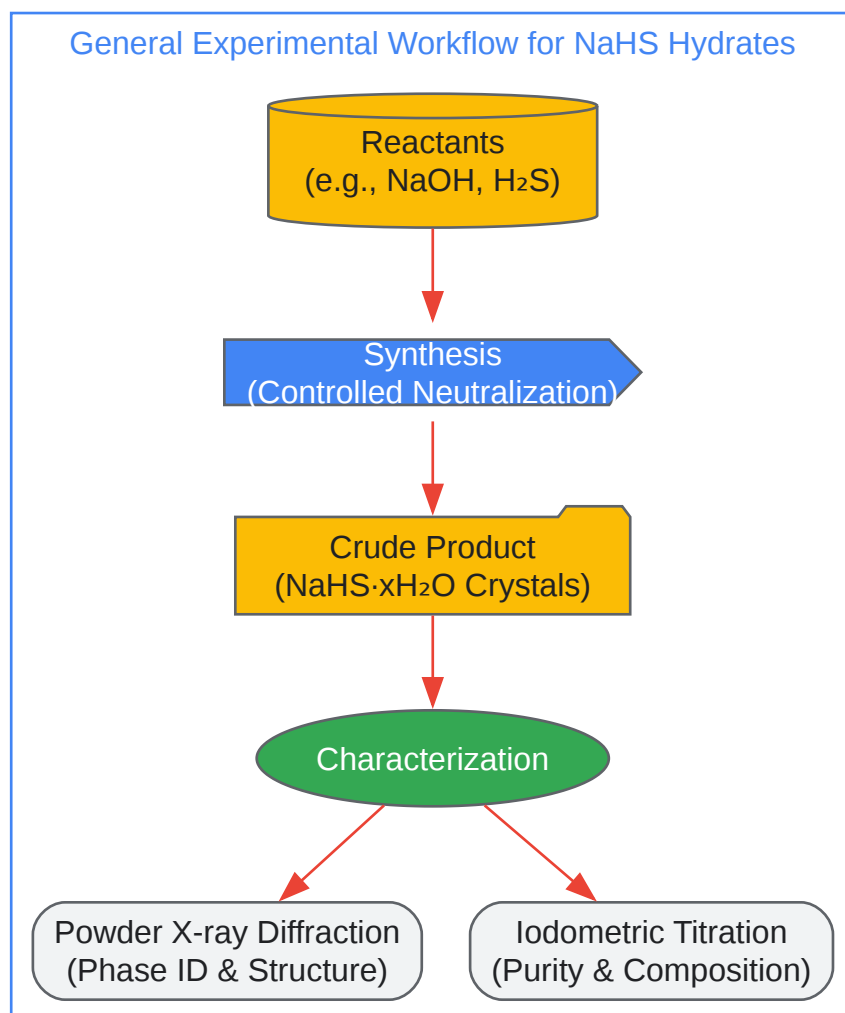 General Experimental Workflow for NaHS Hydrates
Reactants
(e.g., NaOH, H₂S)
Synthesis
(Controlled Neutralization)
Crude Product
(NaHS·xH₂O Crystals)
Characterization
Powder X-ray Diffraction
(Phase ID & Structure)
Iodometric Titration
(Purity & Composition)